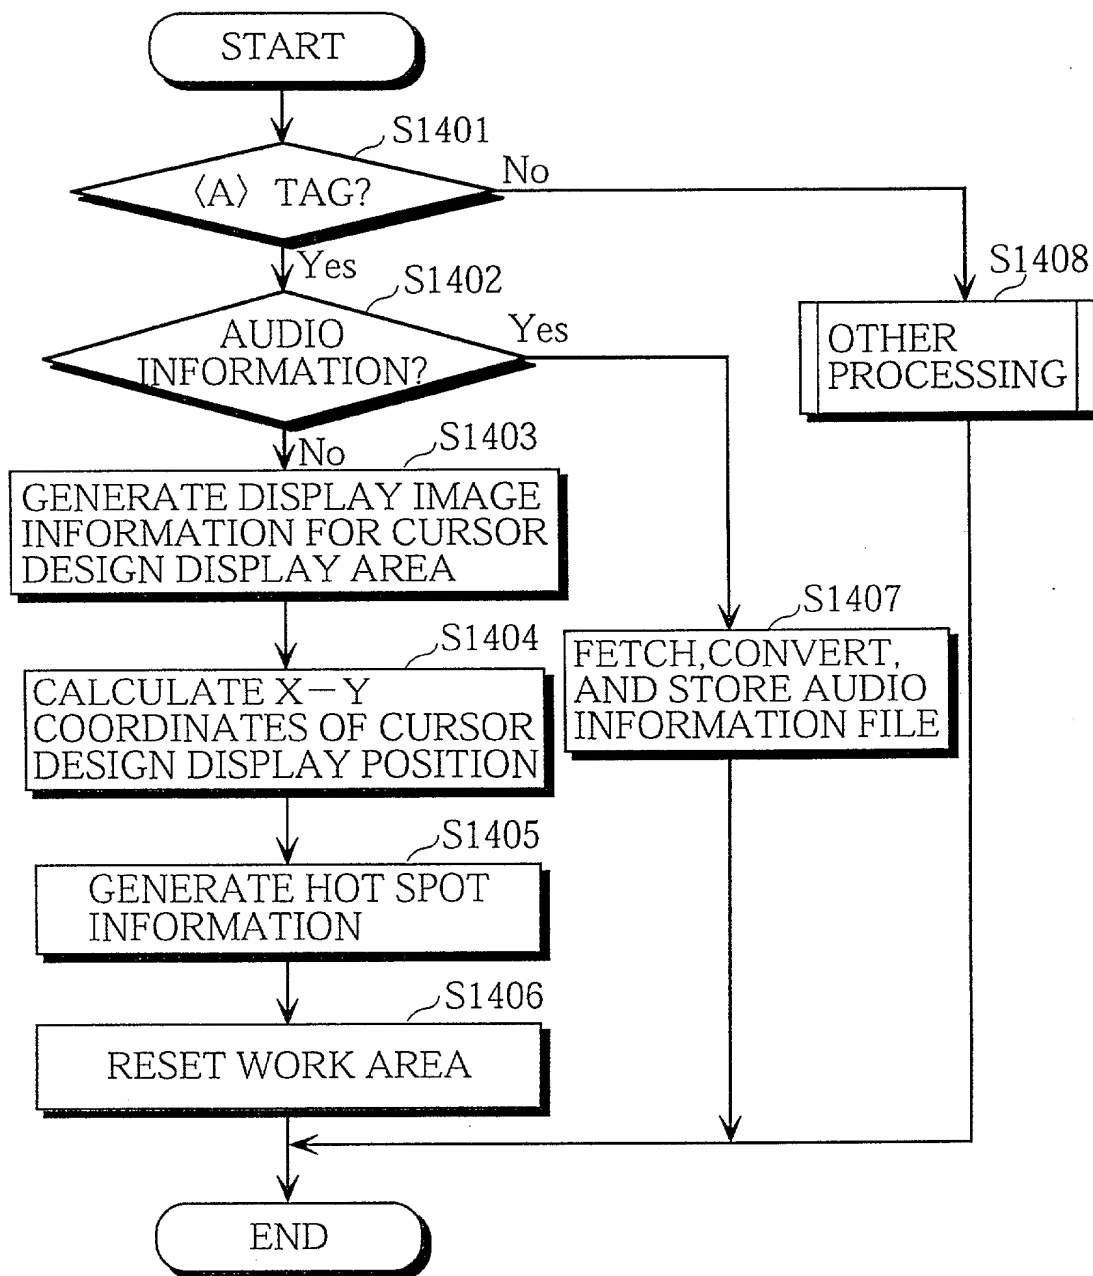 START
S1401
〈A〉 TAG?
No
Yes
S1402
S1408
AUDIO
INFORMATION?
Yes
OTHER
PROCESSING
No
S1403
GENERATE DISPLAY IMAGE
INFORMATION FOR CURSOR
DESIGN DISPLAY AREA
S1407
FETCH,CONVERT,
AND STORE AUDIO
INFORMATION FILE
S1404
CALCULATE X-Y
COORDINATES OF CURSOR
DESIGN DISPLAY POSITION
S1405
GENERATE HOT SPOT
INFORMATION
S1406
RESET WORK AREA
END